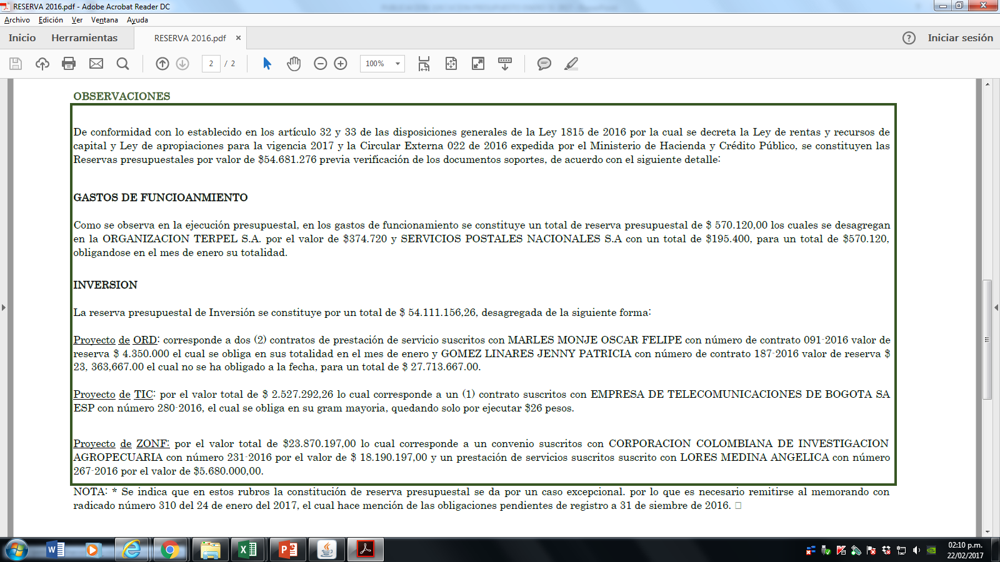 RESERVA 2016.pdf - Adobe Acrobat Reader DC
Archivo Edición Ver Ventana Ayuda
Inicio Herramientas RESERVA 2016.pdf × ? Iniciar sesión
2 / 2 100%
OBSERVACIONES
De conformidad con lo establecido en los artículo 32 y 33 de las disposiciones generales de la Ley 1815 de 2016 por la cual se decreta la Ley de rentas y recursos de
capital y Ley de apropiaciones para la vigencia 2017 y la Circular Externa 022 de 2016 expedida por el Ministerio de Hacienda y Crédito Público, se constituyen las
Reservas presupuestales por valor de $54.681.276 previa verificación de los documentos soportes, de acuerdo con el siguiente detalle:
GASTOS DE FUNCIOANMIENTO
Como se observa en la ejecución presupuestal, en los gastos de funcionamiento se constituye un total de reserva presupuestal de $ 570.120,00 los cuales se desagregan
en la ORGANIZACION TERPEL S.A. por el valor de $374.720 y SERVICIOS POSTALES NACIONALES S.A con un total de $195.400, para un total de $570.120,
obligandose en el mes de enero su totalidad.
INVERSION
La reserva presupuestal de Inversión se constituye por un total de $ 54.111.156,26, desagregada de la siguiente forma:
Proyecto de ORD: corresponde a dos (2) contratos de prestación de servicio suscritos con MARLES MONJE OSCAR FELIPE con número de contrato 091-2016 valor de
reserva $ 4.350.000 el cual se obliga en sus totalidad en el mes de enero y GOMEZ LINARES JENNY PATRICIA con número de contrato 187-2016 valor de reserva $
23, 363,667.00 el cual no se ha obligado a la fecha, para un total de $ 27.713.667.00.
Proyecto de TIC: por el valor total de $ 2.527.292,26 lo cual corresponde a un (1) contrato suscritos con EMPRESA DE TELECOMUNICACIONES DE BOGOTA SA
ESP con número 280-2016, el cual se obliga en su gram mayoria, quedando solo por ejecutar $26 pesos.
Proyecto de ZONF: por el valor total de $23.870.197,00 lo cual corresponde a un convenio suscritos con CORPORACION COLOMBIANA DE INVESTIGACION
AGROPECUARIA con número 231-2016 por el valor de $ 18.190.197,00 y un prestación de servicios suscritos suscrito con LORES MEDINA ANGELICA con número
267-2016 por el valor de $5.680.000,00.
NOTA: * Se indica que en estos rubros la constitución de reserva presupuestal se da por un caso excepcional. por lo que es necesario remitirse al memorando con
radicado número 310 del 24 de enero del 2017, el cual hace mención de las obligaciones pendientes de registro a 31 de siembre de 2016.
02:10 p.m.
22/02/2017